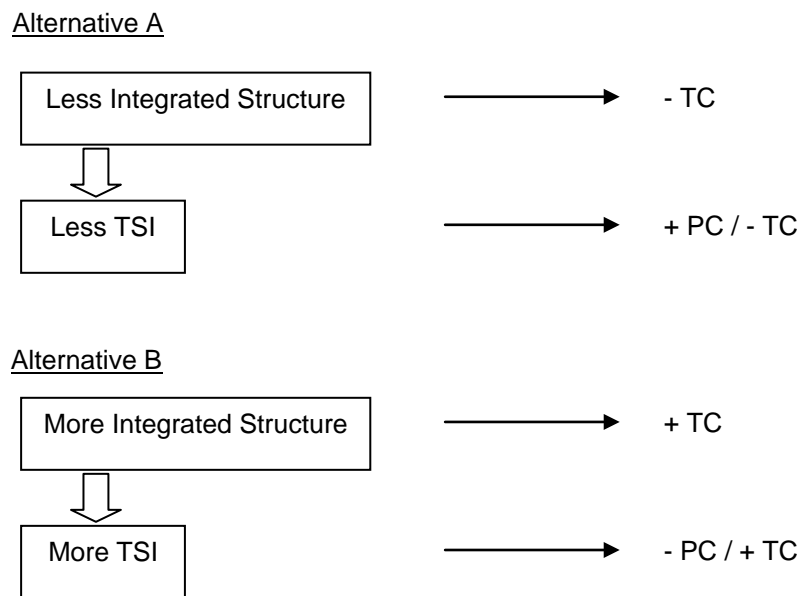 Alternative A
Less Integrated Structure
- TC
Less TSI
+ PC / - TC
Alternative B
More Integrated Structure
+ TC
More TSI
- PC / + TC